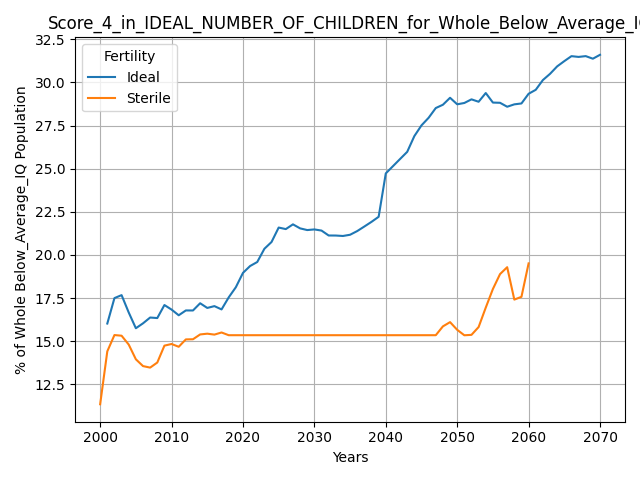 Score_4_in_IDEAL_NUMBER_OF_CHILDREN_for_Whole_Below_Average_IQ
Fertility
Ideal
Sterile
% of Whole Below_Average_IQ Population
32.5
30.0
27.5
25.0
22.5
20.0
17.5
15.0
12.5
2000 2010 2020 2030 2040 2050 2060 2070
Years